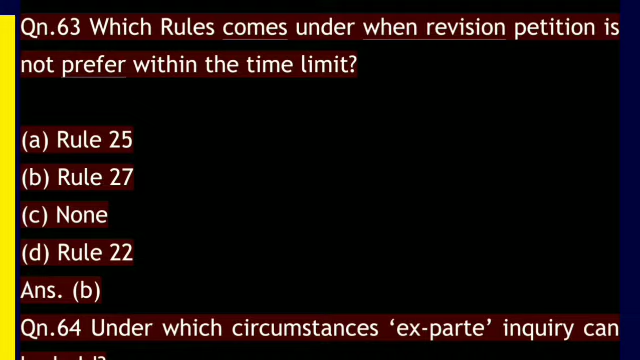 Qn.63 Which Rules comes under when revision petition is
not prefer within the time limit?
(a) Rule 25
(b) Rule 27
(c) None
(d) Rule 22
Ans. (b)
Qn.64 Under which circumstances ‘ex-parte’ inquiry can